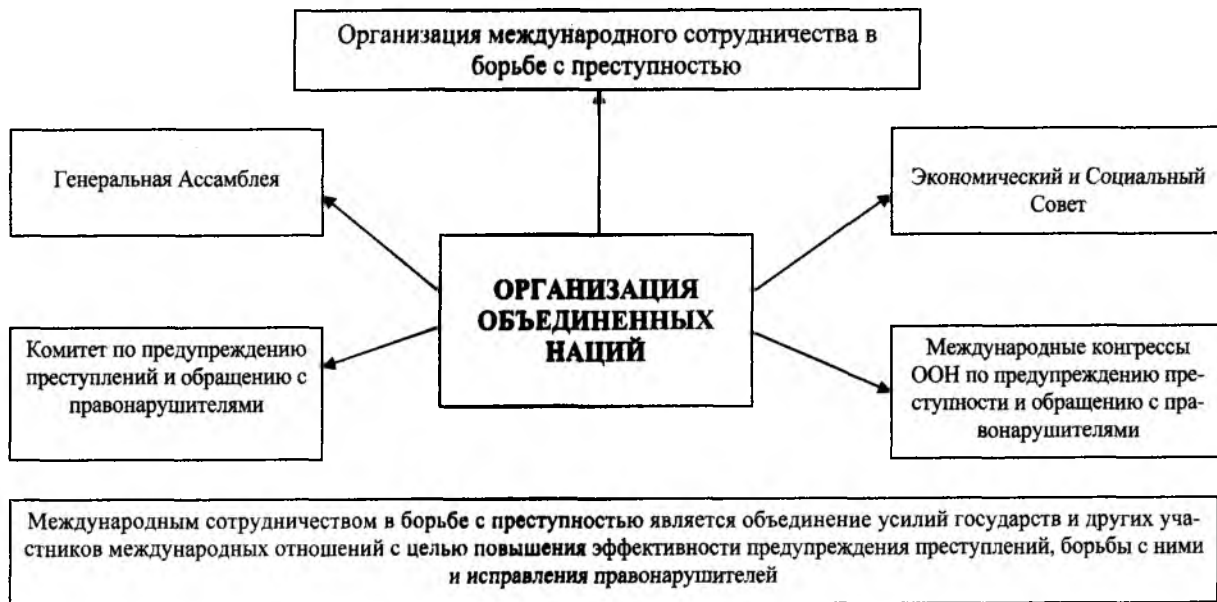 Организация международного сотрудничества в
борьбе с преступностью
Генеральная Ассамблея
Экономический и Социальный
Совет
ОРГАНИЗАЦИЯ
ОБЪЕДИНЕННЫХ
НАЦИЙ
Комитет по предупреждению
преступлений и обращению с
правонарушителями
Международные конгрессы
ООН по предупреждению пре-
ступности и обращению с пра-
вонарушителями
Международным сотрудничеством в борьбе с преступностью является объединение усилий государств и других уча-
стников международных отношений с целью повышения эффективности предупреждения преступлений, борьбы с ними
и исправления правонарушителей